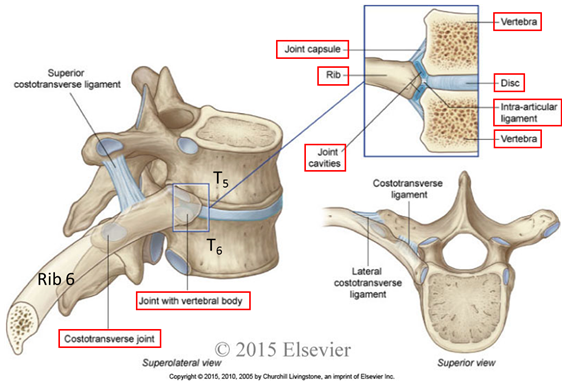 Superior
costotransverse ligament
T5
T6
Rib 6
Joint with vertebral body
Costotransverse joint
Superolateral view
Joint capsule
Rib
Joint
cavities
Vertebra
Disc
Intra-articular
ligament
Vertebra
Costotransverse
ligament
Lateral
costotransverse
ligament
Superior view
© 2015 Elsevier
Copyright © 2015, 2010, 2005 by Churchill Livingstone, an imprint of Elsevier Inc.